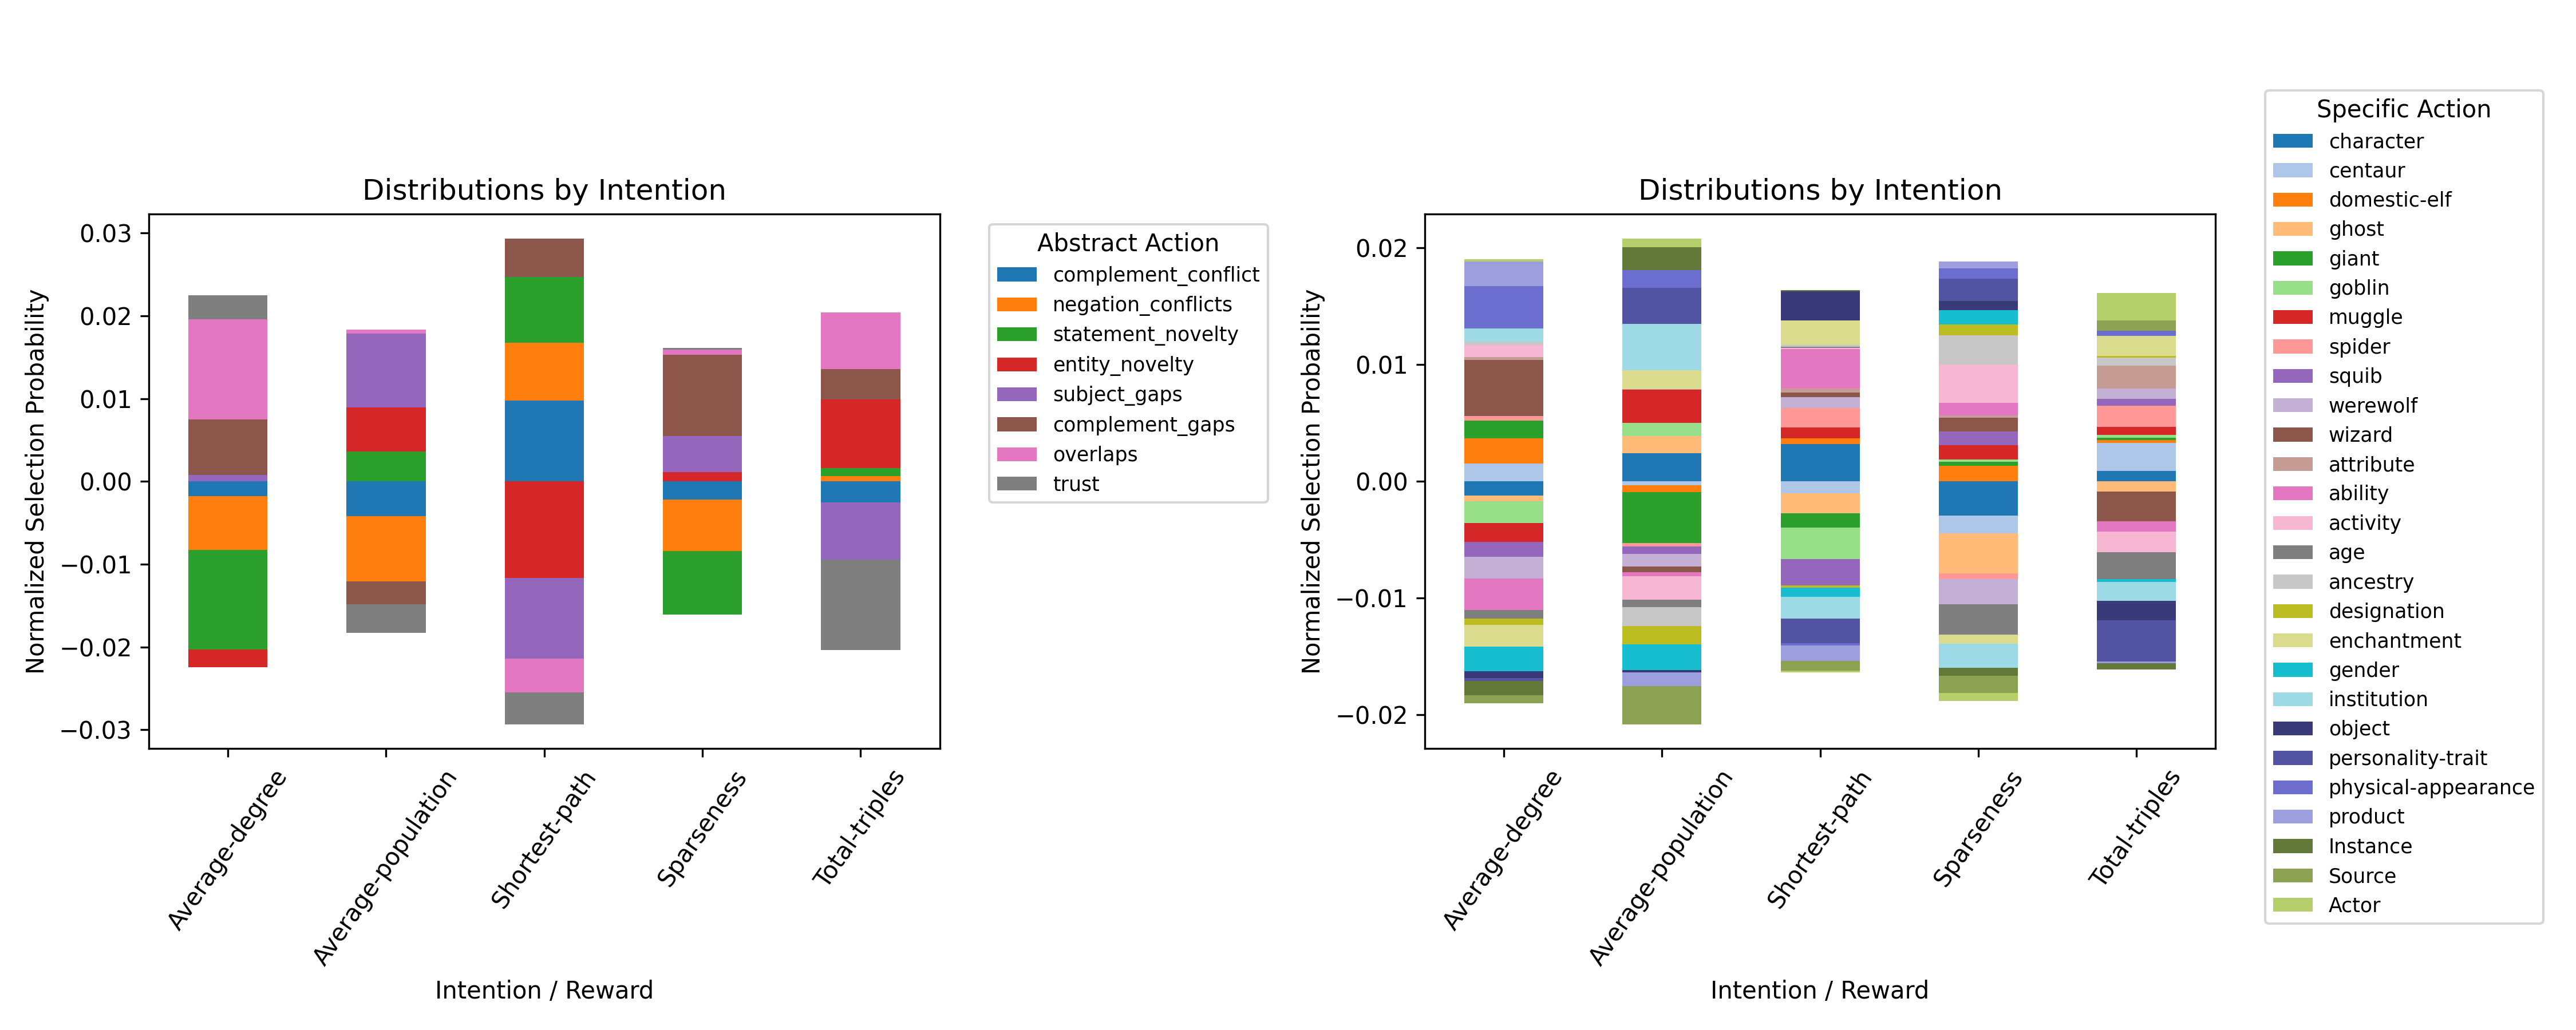 Distributions by Intention
Normalized Selection Probability
0.03
0.02
0.01
0.00
−0.01
−0.02
−0.03
Average-degree
Average-population
Shortest-path
Sparseness
Total-triples
Intention / Reward
Abstract Action
complement_conflict
negation_conflicts
statement_novelty
entity_novelty
subject_gaps
complement_gaps
overlaps
trust
Distributions by Intention
Normalized Selection Probability
0.02
0.01
0.00
−0.01
−0.02
Average-degree
Average-population
Shortest-path
Sparseness
Total-triples
Intention / Reward
Specific Action
character
centaur
domestic-elf
ghost
giant
goblin
muggle
spider
squib
werewolf
wizard
attribute
ability
activity
age
ancestry
designation
enchantment
gender
institution
object
personality-trait
physical-appearance
product
Instance
Source
Actor